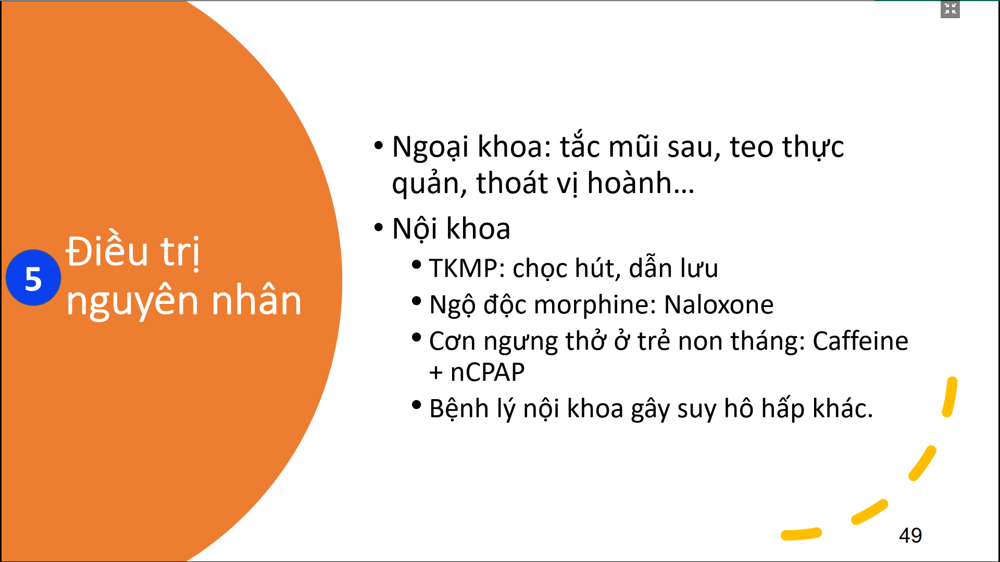 5
Điều trị
nguyên nhân
• Ngoại khoa: tắc mũi sau, teo thực
quản, thoát vị hoành...
• Nội khoa
• TKMP: chọc hút, dẫn lưu
• Ngộ độc morphine: Naloxone
• Cơn ngưng thở ở trẻ non tháng: Caffeine
+ nCPAP
• Bệnh lý nội khoa gây suy hô hấp khác.
49